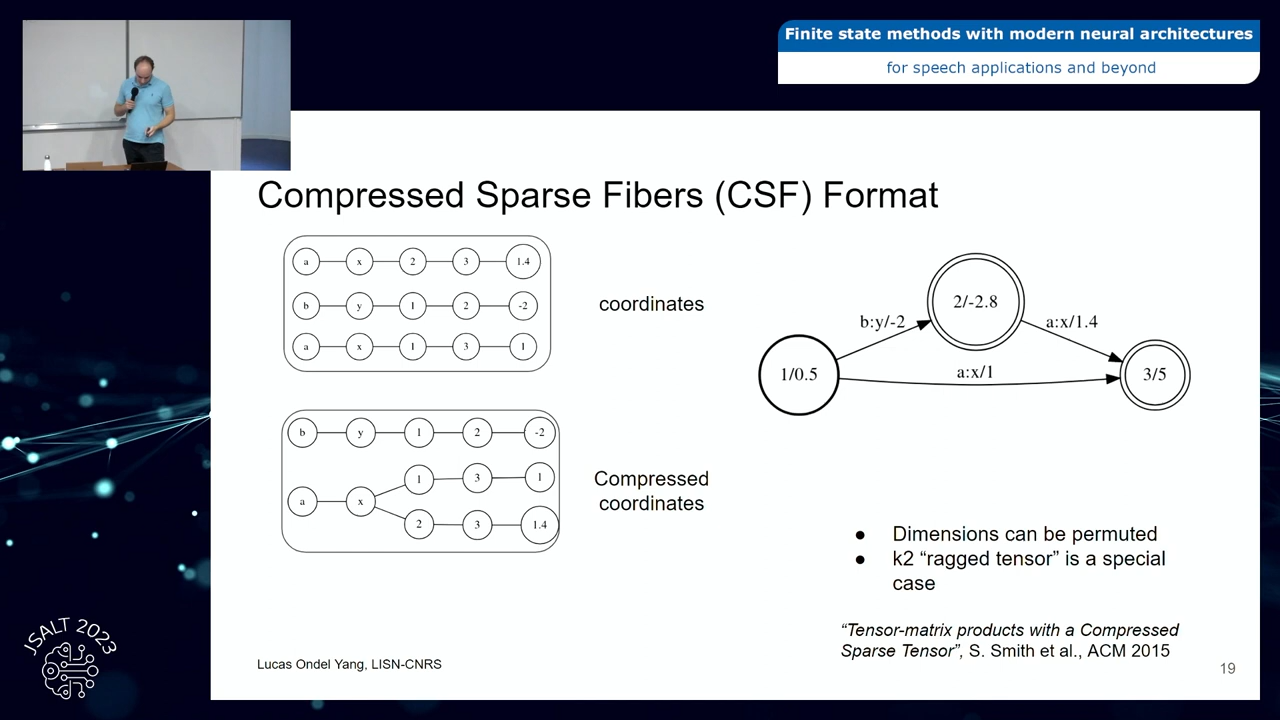 Finite state methods with modern neural architectures
for speech applications and beyond
Compressed Sparse Fibers (CSF) Format
a x 2 3 1.4
b y 1 2 -2
a x 1 3 1
coordinates
b y 1 2 -2
1 3 1
a x
2 3 1.4
Compressed
coordinates
2/-2.8
b:y/-2
a:x/1.4
1/0.5
a:x/1
3/5
● Dimensions can be permuted
● k2 “ragged tensor” is a special
case
“Tensor-matrix products with a Compressed
Sparse Tensor”, S. Smith et al., ACM 2015
Lucas Ondel Yang, LISN-CNRS
19
JSALT 2023